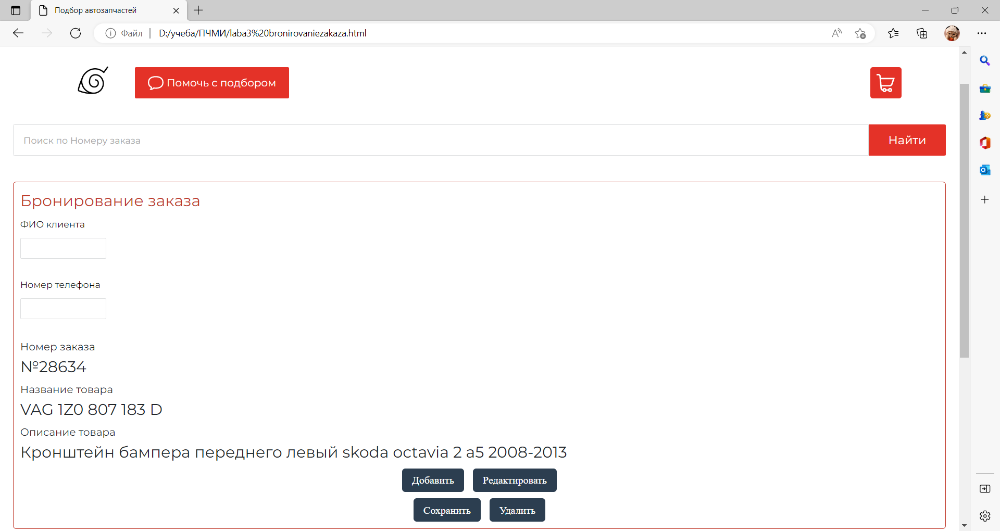 Подбор автозапчастей
Файл
D:/учеба/ПЧМИ/laba3%20bronirovaniezakaza.html
Помочь с подбором
Поиск по Номеру заказа
Найти
Бронирование заказа
ФИО клиента
Номер телефона
Номер заказа
№28634
Название товара
VAG 1Z0 807 183 D
Описание товара
Кронштейн бампера переднего левый skoda octavia 2 a5 2008-2013
Добавить Редактировать
Сохранить Удалить